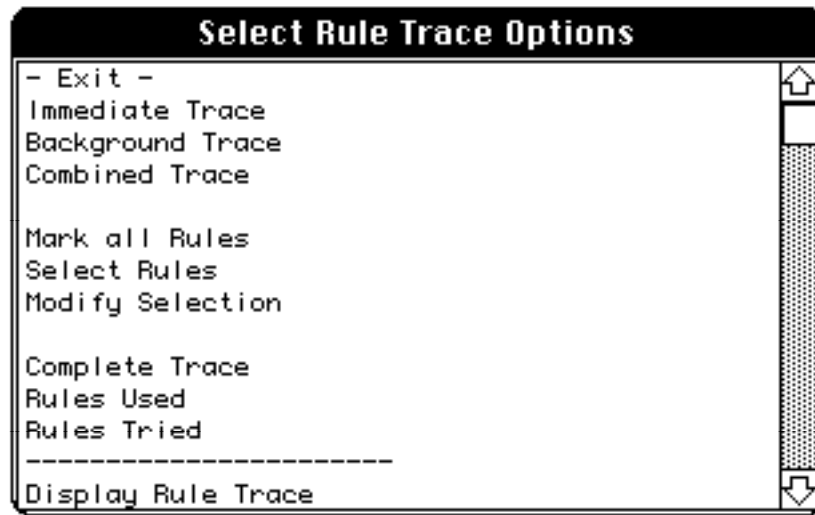 Select Rule Trace Options
- Exit -
Immediate Trace
Background Trace
Combined Trace
Mark all Rules
Select Rules
Modify Selection
Complete Trace
Rules Used
Rules Tried
-----------------------
Display Rule Trace